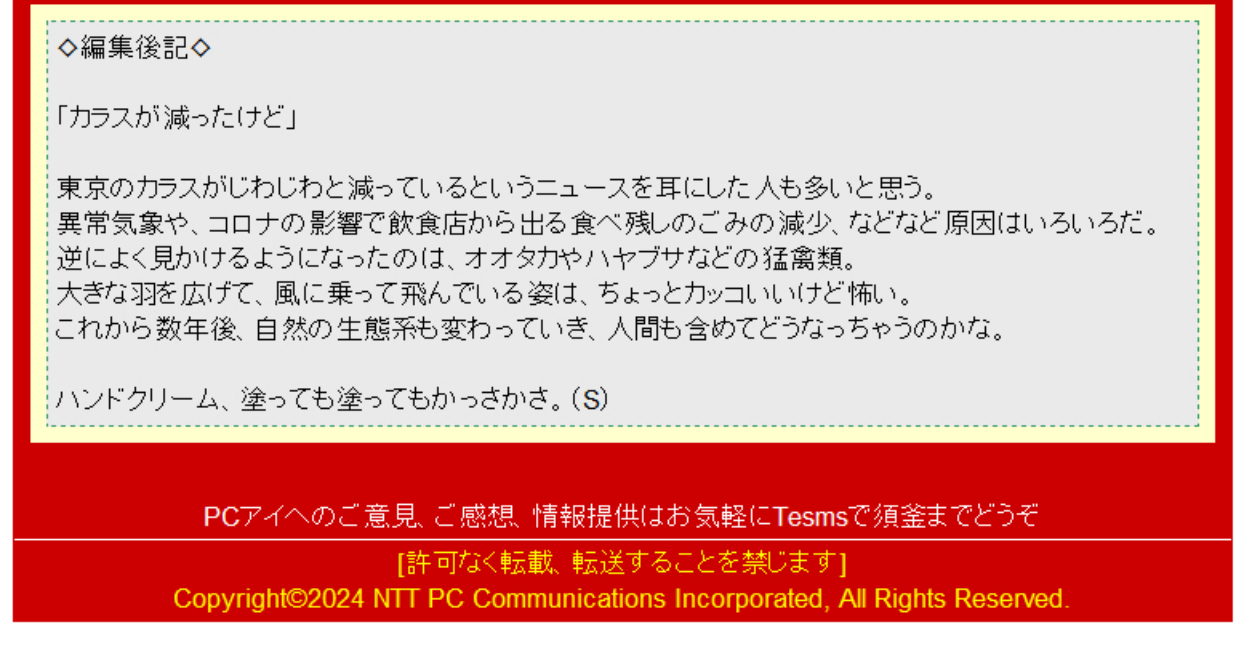 ◇編集後記◇
「カラスが減ったけど」
東京のカラスがじわじわと減っているというニュースを耳にした人も多いと思う。
異常気象や、コロナの影響で飲食店から出る食べ残しのごみの減少、などなど原因はいろいろだ。
逆によく見かけるようになったのは、オオタカやハヤブサなどの猛禽類。
大きな羽を広げて、風に乗って飛んでいる姿は、ちょっとカッコいいけど怖い。
これから数年後、自然の生態系も変わっていき、人間も含めてどうなっちゃうのかな。
ハンドクリーム、塗っても塗ってもかっさかさ。(S)
PCアイへのご意見、ご感想、情報提供はお気軽にTesmsで須釜までどうぞ
[許可なく転載、転送することを禁じます]
Copyright©2024 NTT PC Communications Incorporated, All Rights Reserved.